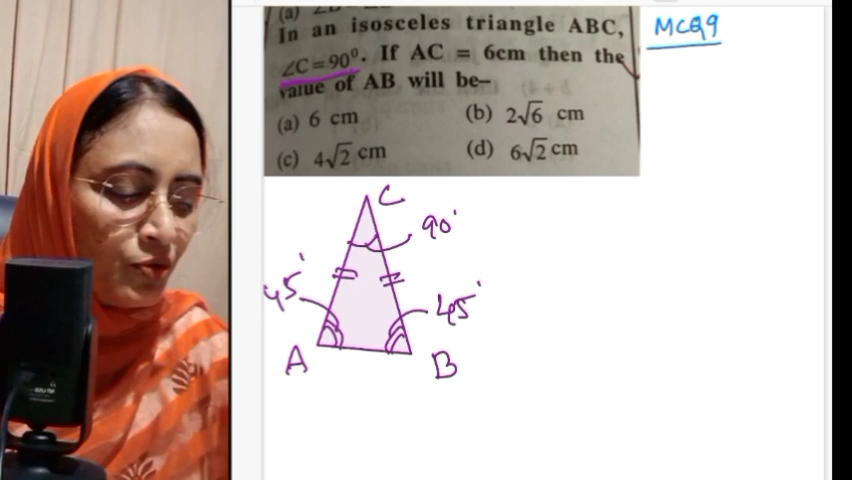 (a) ∠
In an isosceles triangle ABC,
∠C=90°. If AC = 6cm then the
value of AB will be–
(a) 6 cm (b) 2√6 cm
(c) 4√2 cm (d) 6√2 cm
MCQ9
C
90°
45°
45°
A
B